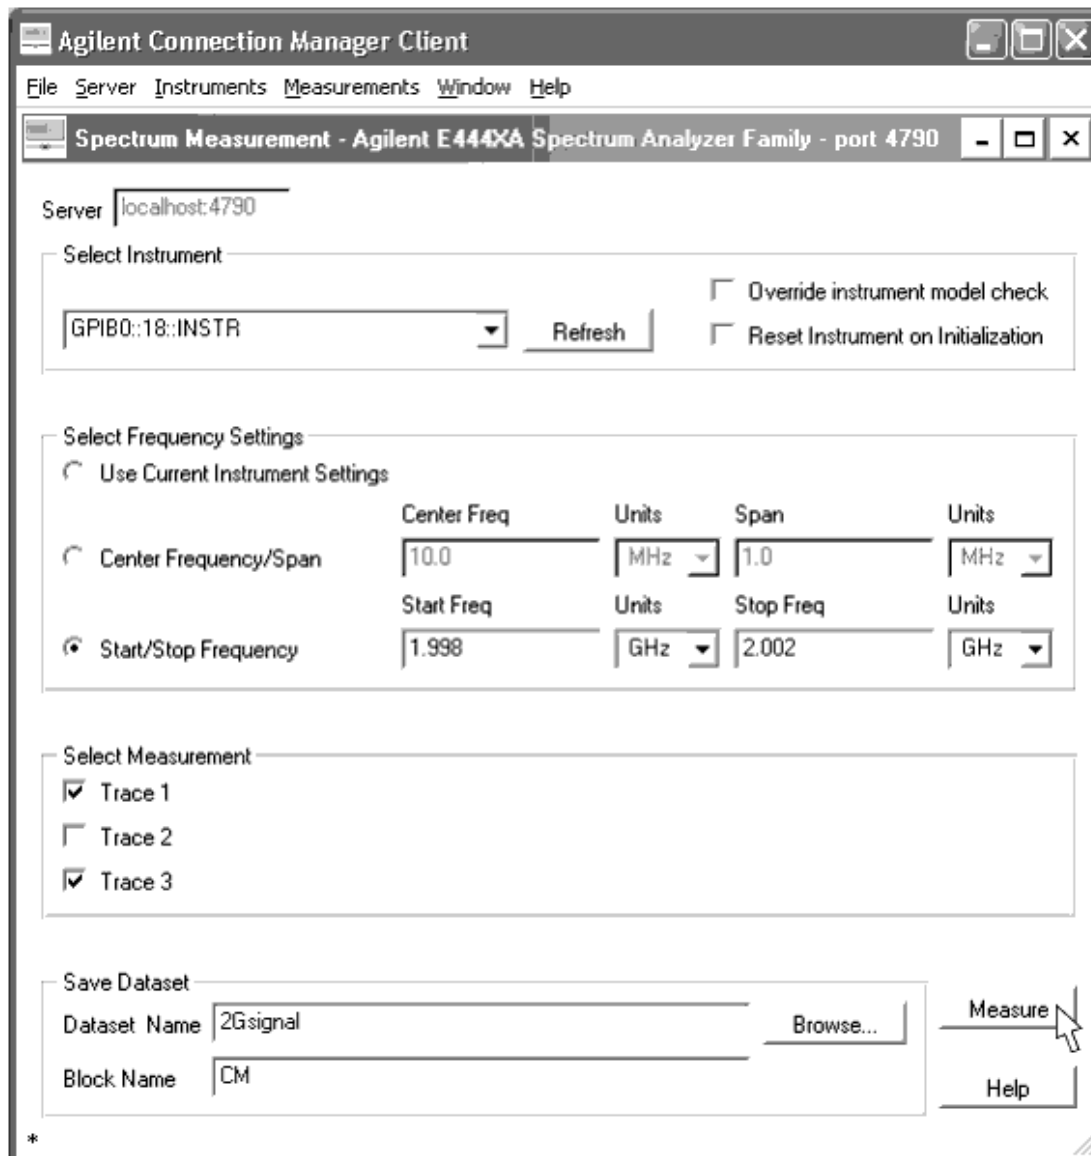 Agilent Connection Manager Client
File Server Instruments Measurements Window Help
Spectrum Measurement - Agilent E444XA Spectrum Analyzer Family - port 4790
Server localhost:4790
Select Instrument
Override instrument model check
GPIB0::18::INSTR Refresh
Reset Instrument on Initialization
Select Frequency Settings
Use Current Instrument Settings
Center Freq Units Span Units
Center Frequency/Span 10.0 MHz 1.0 MHz
Start Freq Units Stop Freq Units
Start/Stop Frequency 1.998 GHz 2.002 GHz
Select Measurement
Trace 1
Trace 2
Trace 3
Save Dataset
Dataset Name 2Gsignal Browse... Measure
Block Name CM Help
*